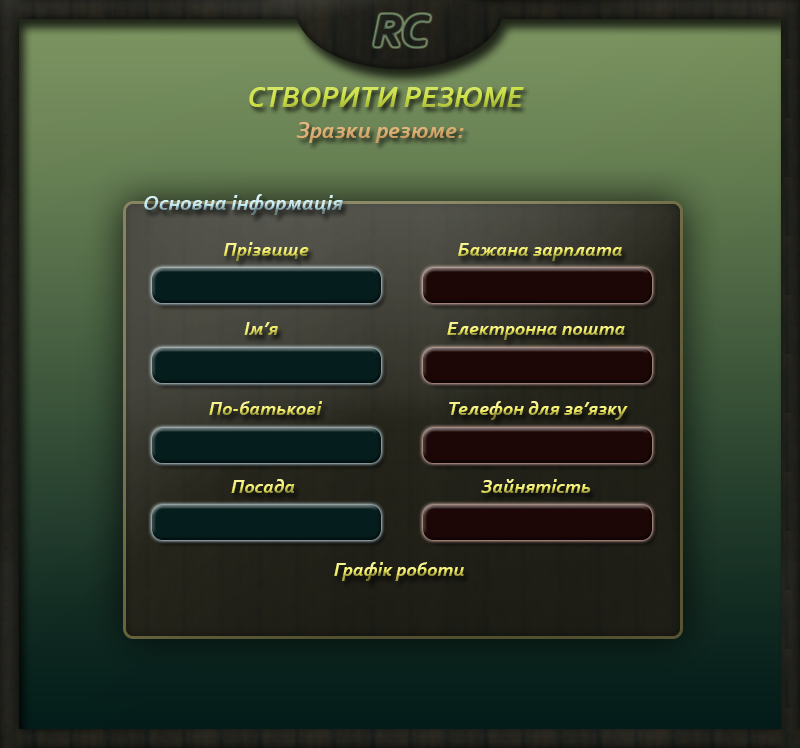 RC
СТВОРИТИ РЕЗЮМЕ
Зразки резюме:
Основна інформація
Прізвище
Бажана зарплата
Ім’я
Електронна пошта
По-батькові
Телефон для зв’язку
Посада
Зайнятість
Графік роботи